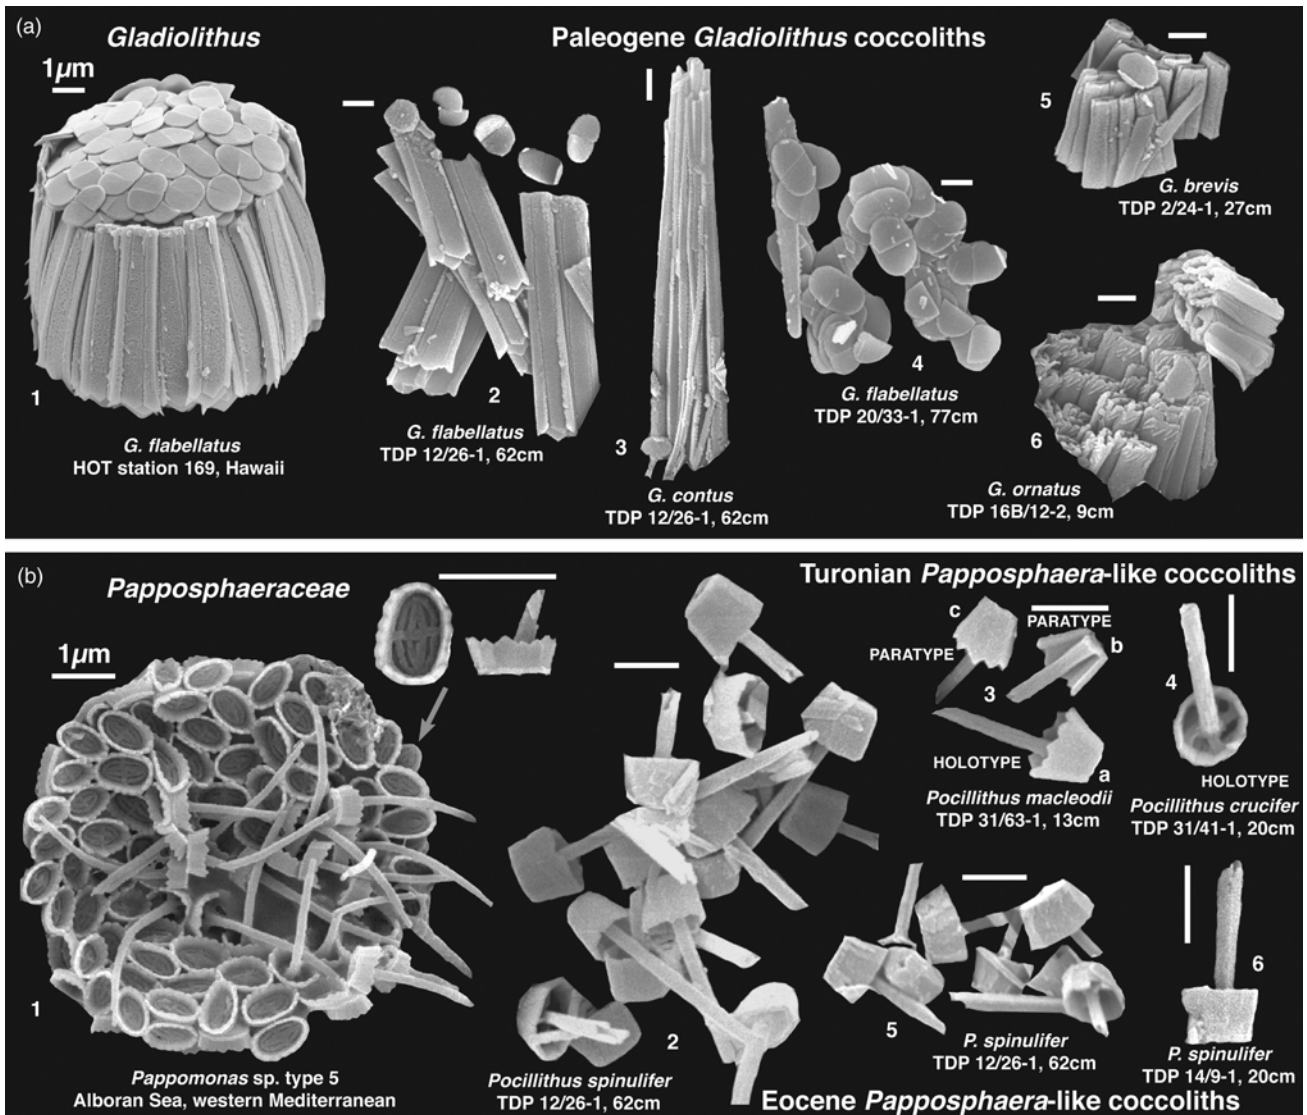 (a)
Gladiolithus
1µm
Paleogene Gladiolithus coccoliths
1
G. flabellatus
HOT station 169, Hawaii
2
G. flabellatus
TDP 12/26-1, 62cm
3
G. contus
TDP 12/26-1, 62cm
4
G. flabellatus
TDP 20/33-1, 77cm
5
G. brevis
TDP 2/24-1, 27cm
6
G. ornatus
TDP 16B/12-2, 9cm
(b)
Papposphaeraceae
1µm
1
Pappomonas sp. type 5
Alboran Sea, western Mediterranean
2
Pocillithus spinulifer
TDP 12/26-1, 62cm
Turonian Papposphaera-like coccoliths
c
PARATYPE
PARATYPE
b
3
HOLOTYPE
a
Pocillithus macleodii
TDP 31/63-1, 13cm
4
HOLOTYPE
Pocillithus crucifer
TDP 31/41-1, 20cm
5
P. spinulifer
TDP 12/26-1, 62cm
6
P. spinulifer
TDP 14/9-1, 20cm
Eocene Papposphaera-like coccoliths